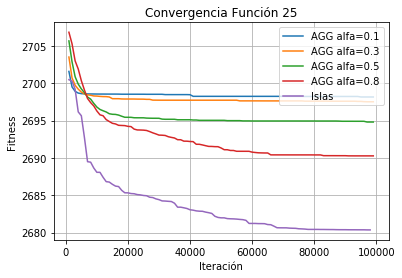 Convergencia Función 25
Fitness
2705
2700
2695
2690
2685
2680
AGG alfa=0.1
AGG alfa=0.3
AGG alfa=0.5
AGG alfa=0.8
Islas
0 20000 40000 60000 80000 100000
Iteración